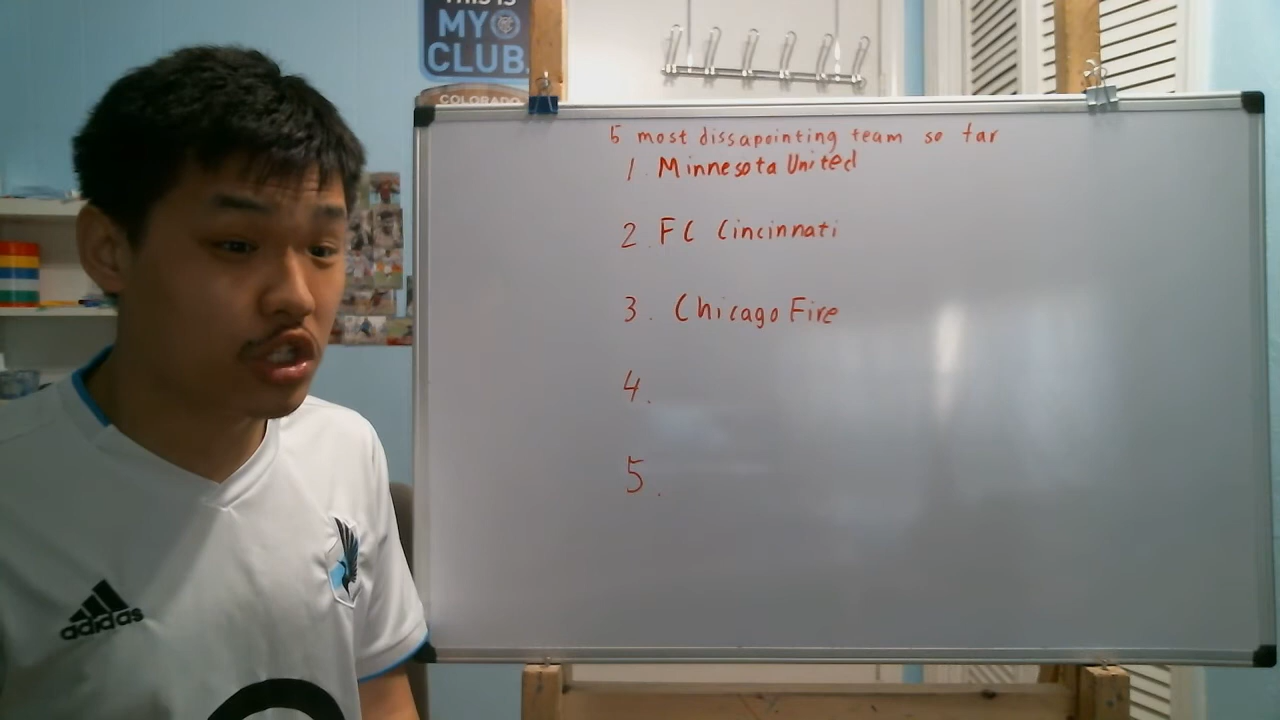 THIS IS
MY
CLUB.
COLORADO
5 most dissapointing team so far
1. Minnesota United
2. FC Cincinnati
3. Chicago Fire
4.
5.
adidas